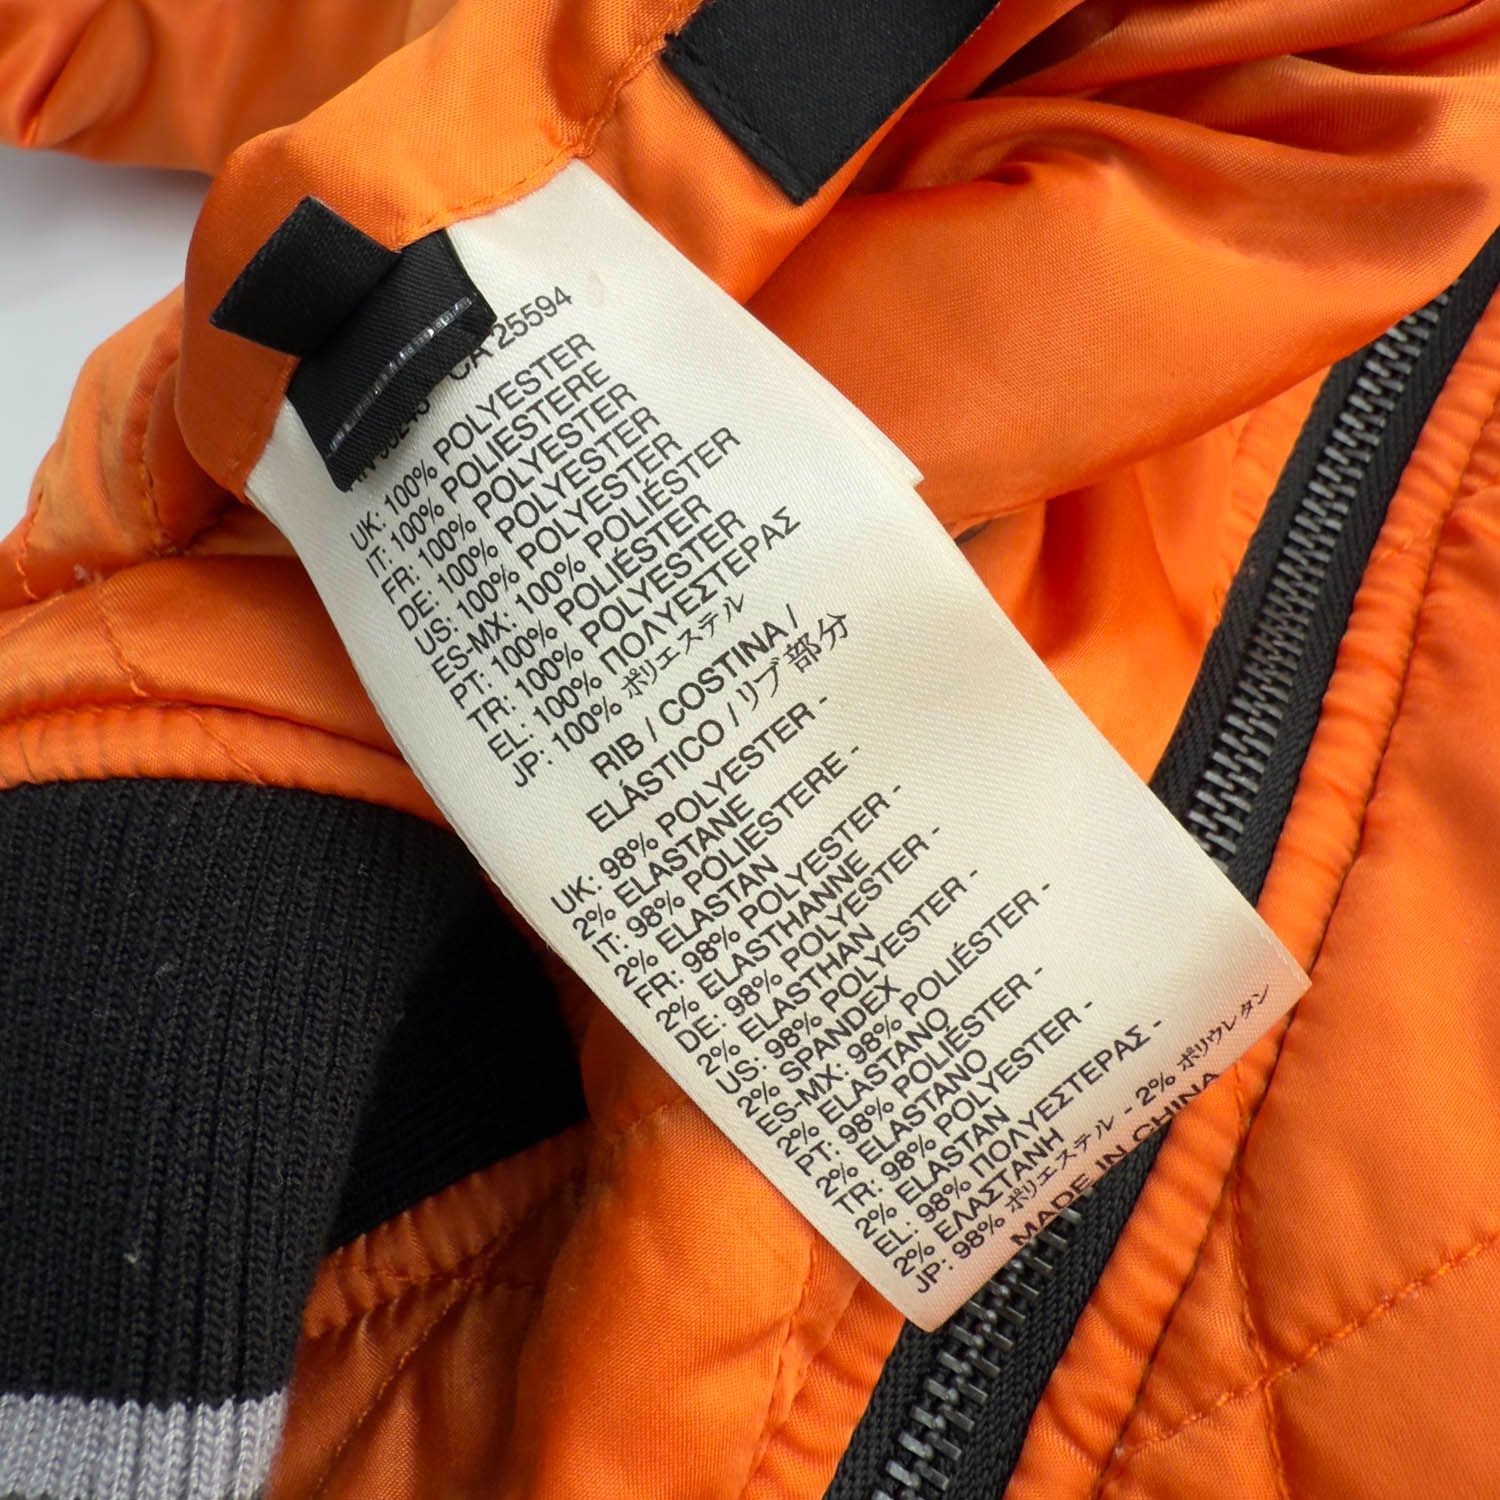 CA 25594
UK: 100% POLYESTER
IT: 100% POLIESTERE
FR: 100% POLYESTER
DE: 100% POLYESTER
US: 100% POLYESTER
ES-MX: 100% POLIÉSTER
PT: 100% POLIÉSTER
TR: 100% POLYESTER
EL: 100% ΠΟΛΥΕΣΤΕΡΑΣ
JP: 100% ポリエステル
RIB / COSTINA /
ELÁSTICO / リブ部分
UK: 98% POLYESTER -
2% ELASTANE
IT: 98% POLIESTERE -
2% ELASTAN
FR: 98% POLYESTER -
2% ELASTHANNE
DE: 98% POLYESTER -
2% ELASTHAN
US: 98% POLYESTER -
2% SPANDEX
ES-MX: 98% POLIÉSTER -
2% ELASTANO
PT: 98% POLIÉSTER -
2% ELASTANO
TR: 98% POLYESTER -
2% ELASTAN
EL: 98% ΠΟΛΥΕΣΤΕΡΑΣ -
2% ΕΛΑΣΤΑΝΗ
JP: 98% ポリエステル - 2% ポリウレタン
MADE IN CHINA